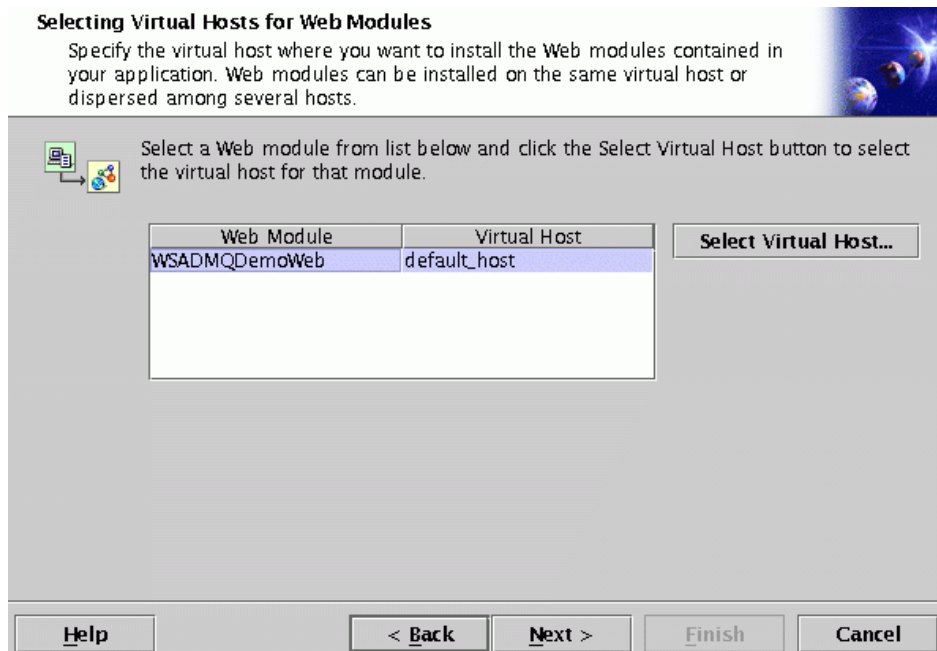 Selecting Virtual Hosts for Web Modules
Specify the virtual host where you want to install the Web modules contained in
your application. Web modules can be installed on the same virtual host or
dispersed among several hosts.
Select a Web module from list below and click the Select Virtual Host button to select
the virtual host for that module.
Web Module Virtual Host
WSADMQDemoWeb default_host
Select Virtual Host...
Help < Back Next > Finish Cancel